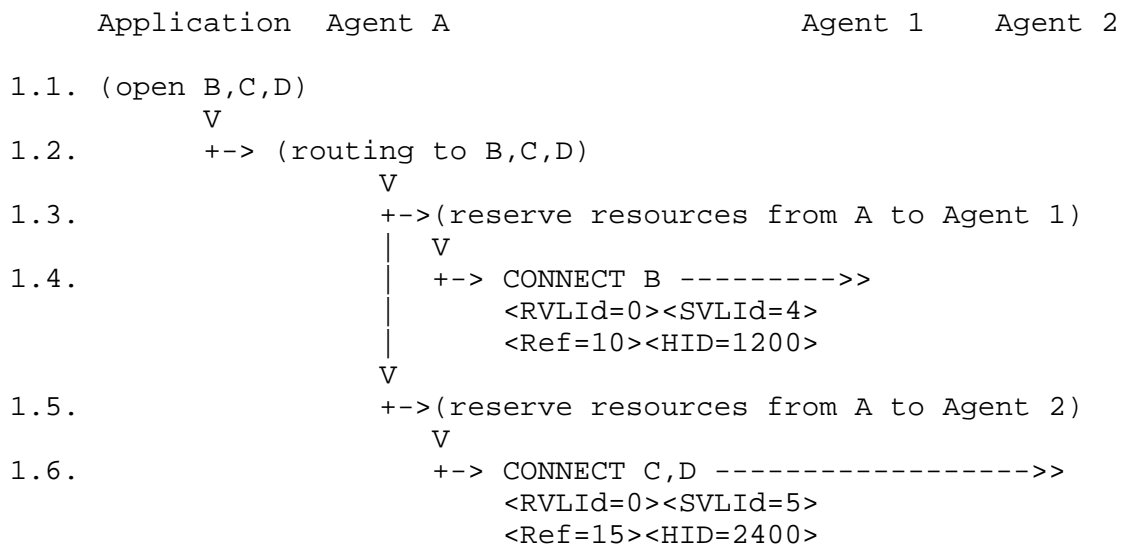 Application  Agent A                      Agent 1    Agent 2
1.1. (open B,C,D)
V
1.2.        +-> (routing to B,C,D)
V
1.3.                    +->(reserve resources from A to Agent 1)
|  V
1.4.                    |  +-> CONNECT B --------->>
|      <RVLId=0><SVLId=4>
|      <Ref=10><HID=1200>
V
1.5.                    +->(reserve resources from A to Agent 2)
V
1.6.                       +-> CONNECT C,D ------------------>>
<RVLId=0><SVLId=5>
<Ref=15><HID=2400>